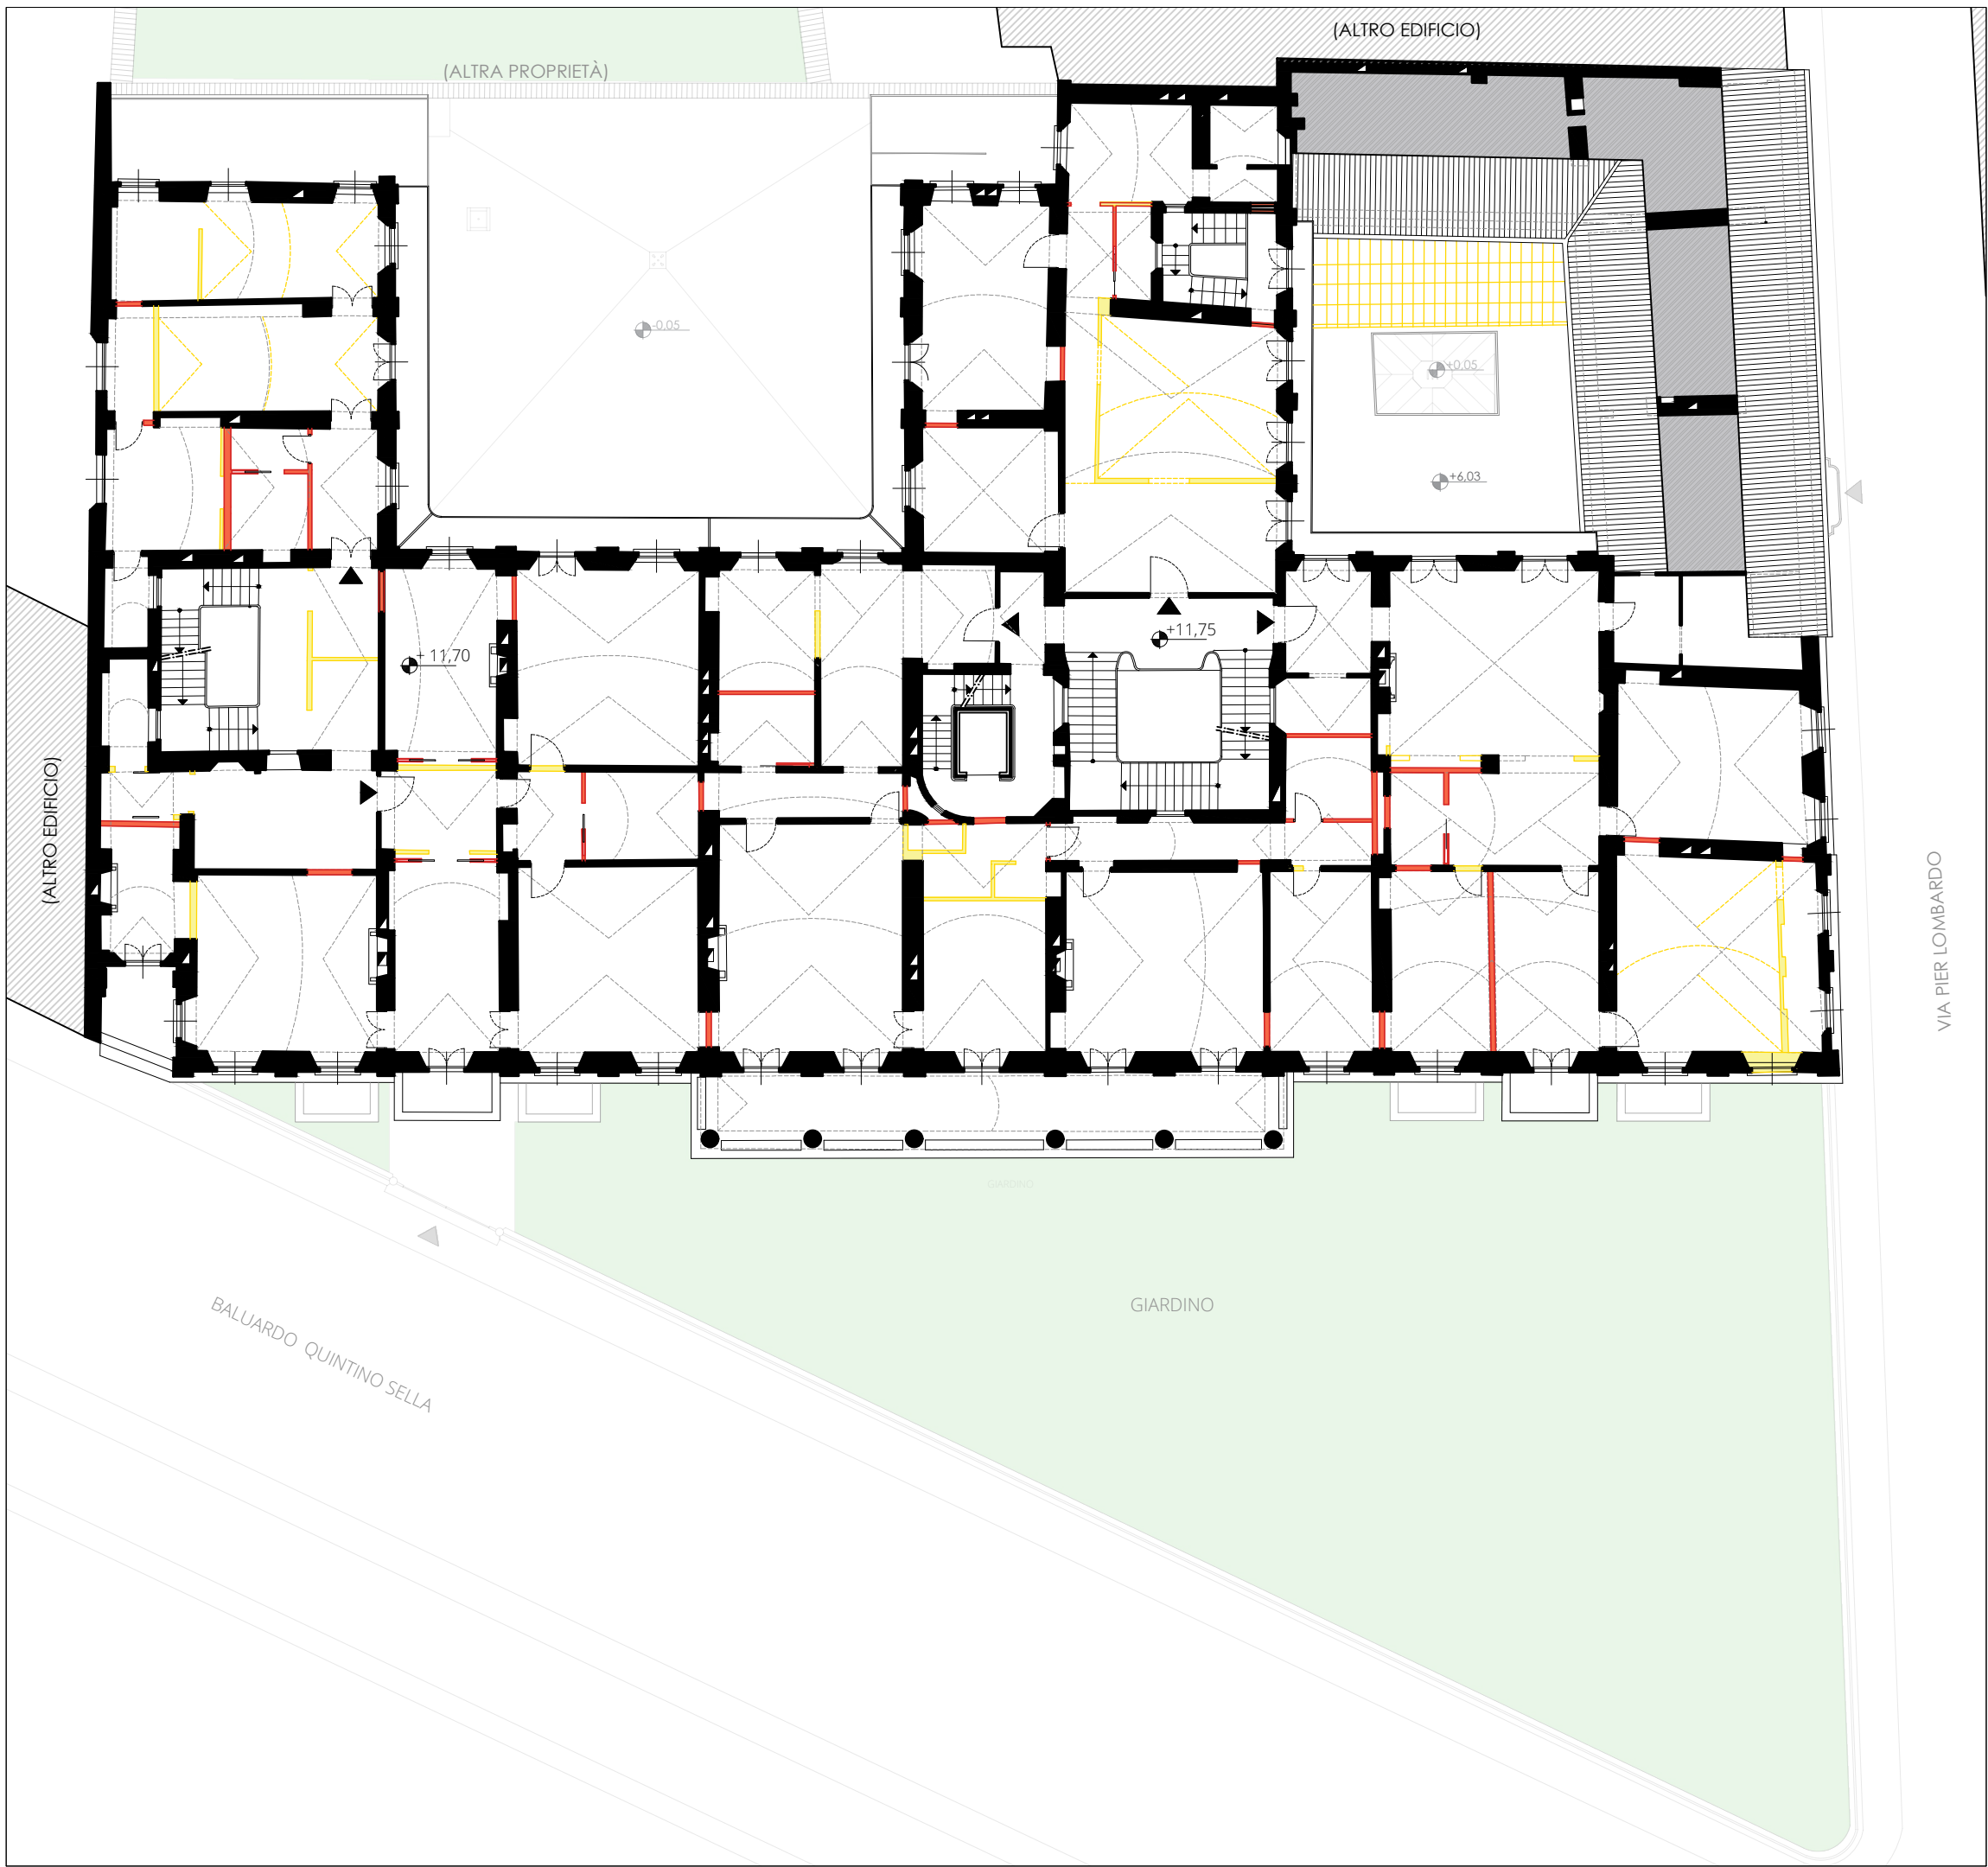 (ALTRO EDIFICIO)
(ALTRA PROPRIETÀ)
-0.05
+0.05
+6,03
+11,75
+ 11,70
(ALTRO EDIFICIO)
VIA PIER LOMBARDO
GIARDINO
GIARDINO
BALUARDO QUINTINO SELLA